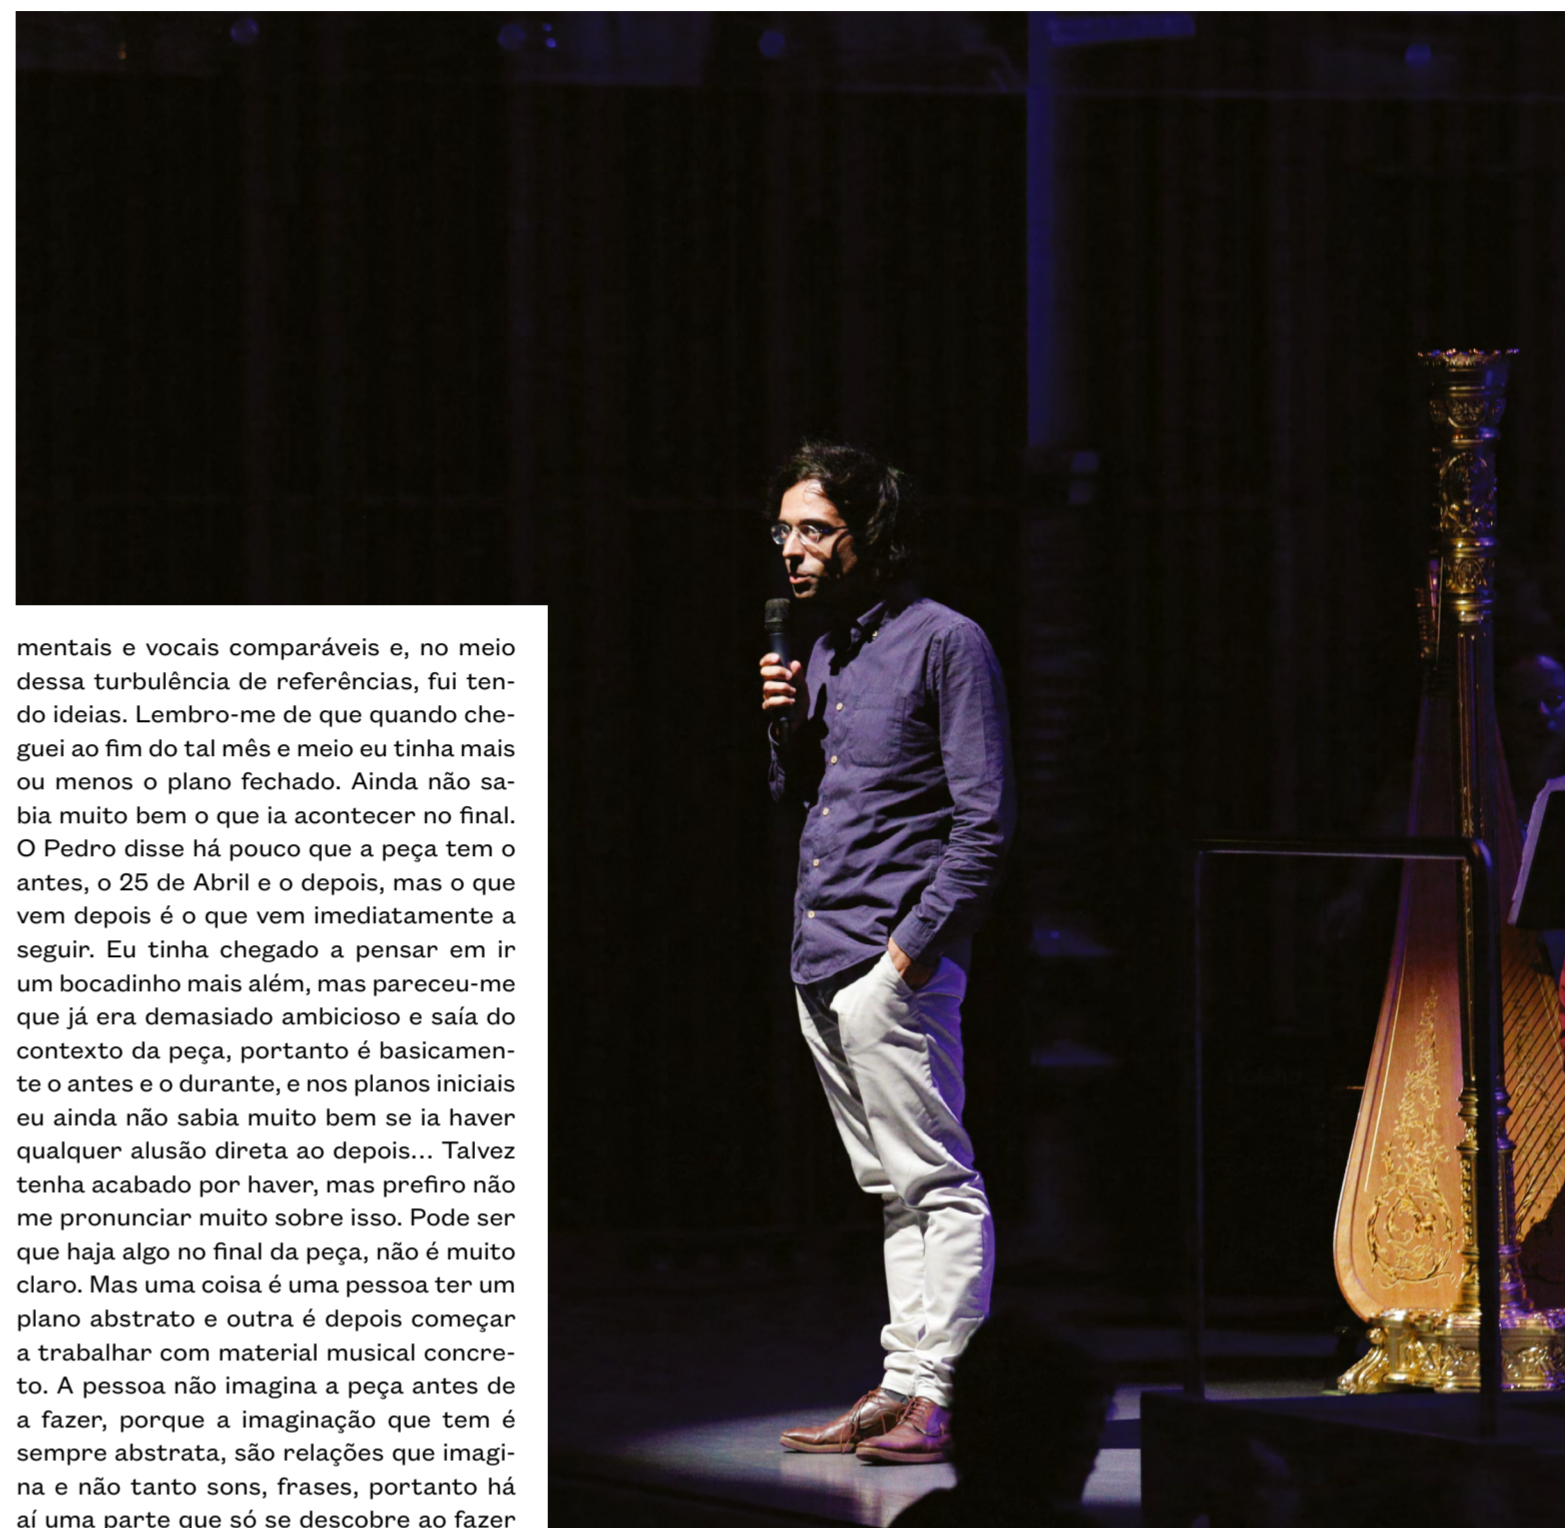 mentais e vocais comparáveis e, no meio
dessa turbulência de referências, fui ten-
do ideias. Lembro-me de que quando che-
guei ao fim do tal mês e meio eu tinha mais
ou menos o plano fechado. Ainda não sa-
bia muito bem o que ia acontecer no final.
O Pedro disse há pouco que a peça tem o
antes, o 25 de Abril e o depois, mas o que
vem depois é o que vem imediatamente a
seguir. Eu tinha chegado a pensar em ir
um bocadinho mais além, mas pareceu-me
que já era demasiado ambicioso e saía do
contexto da peça, portanto é basicamen-
te o antes e o durante, e nos planos iniciais
eu ainda não sabia muito bem se ia haver
qualquer alusão direta ao depois... Talvez
tenha acabado por haver, mas prefiro não
me pronunciar muito sobre isso. Pode ser
que haja algo no final da peça, não é muito
claro. Mas uma coisa é uma pessoa ter um
plano abstrato e outra é depois começar
a trabalhar com material musical concre-
to. A pessoa não imagina a peça antes de
a fazer, porque a imaginação que tem é
sempre abstrata, são relações que imagi-
na e não tanto sons, frases, portanto há
aí uma parte que só se descobre ao fazer